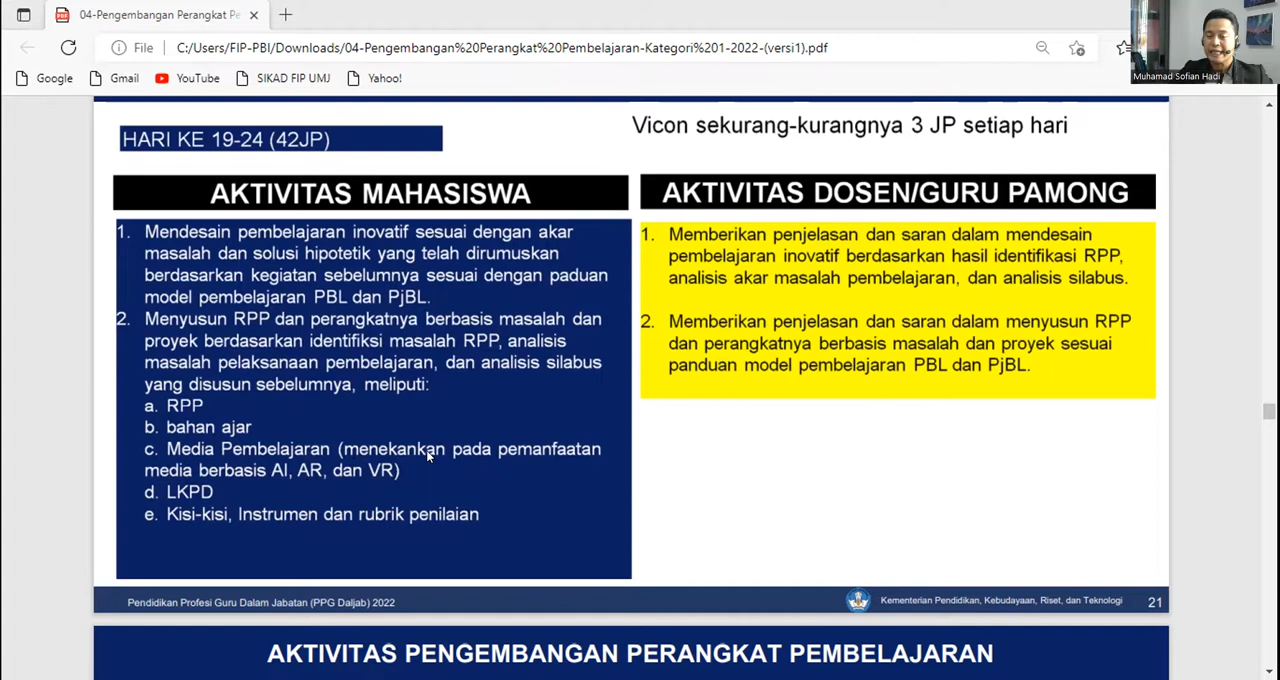 04-Pengembangan Perangkat Pe
File
C:/Users/FIP-PBI/Downloads/04-Pengembangan%20Perangkat%20Pembelajaran-Kategori%201-2022-(versi1).pdf
Google
Gmail
YouTube
SIKAD FIP UMJ
Yahoo!
Muhamad Sofian Hadi
HARI KE 19-24 (42JP)
Vicon sekurang-kurangnya 3 JP setiap hari
AKTIVITAS MAHASISWA
1. Mendesain pembelajaran inovatif sesuai dengan akar
masalah dan solusi hipotetik yang telah dirumuskan
berdasarkan kegiatan sebelumnya sesuai dengan paduan
model pembelajaran PBL dan PjBL.
2. Menyusun RPP dan perangkatnya berbasis masalah dan
proyek berdasarkan identifiksi masalah RPP, analisis
masalah pelaksanaan pembelajaran, dan analisis silabus
yang disusun sebelumnya, meliputi:
a. RPP
b. bahan ajar
c. Media Pembelajaran (menekankan pada pemanfaatan
media berbasis AI, AR, dan VR)
d. LKPD
e. Kisi-kisi, Instrumen dan rubrik penilaian
AKTIVITAS DOSEN/GURU PAMONG
1. Memberikan penjelasan dan saran dalam mendesain
pembelajaran inovatif berdasarkan hasil identifikasi RPP,
analisis akar masalah pembelajaran, dan analisis silabus.
2. Memberikan penjelasan dan saran dalam menyusun RPP
dan perangkatnya berbasis masalah dan proyek sesuai
panduan model pembelajaran PBL dan PjBL.
Pendidikan Profesi Guru Dalam Jabatan (PPG Daljab) 2022
Kementerian Pendidikan, Kebudayaan, Riset, dan Teknologi
21
AKTIVITAS PENGEMBANGAN PERANGKAT PEMBELAJARAN